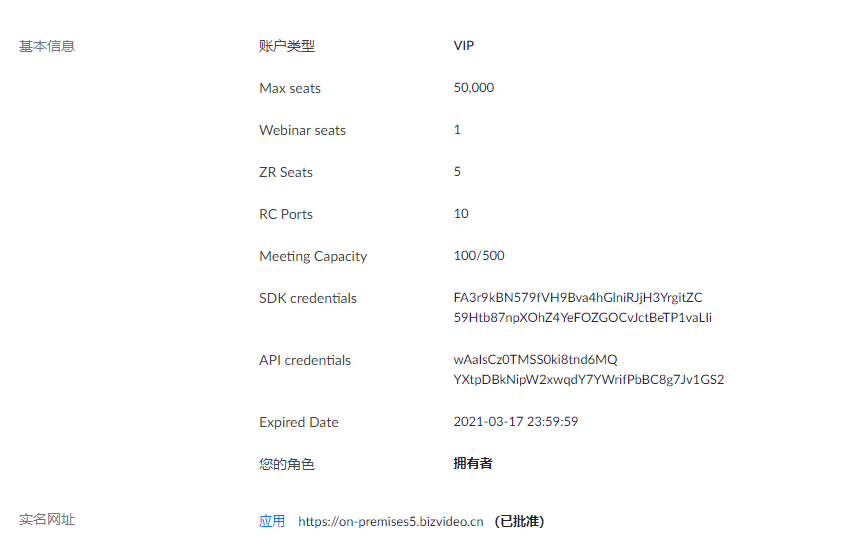 基本信息 账户类型 VIP
Max seats 50,000
Webinar seats 1
ZR Seats 5
RC Ports 10
Meeting Capacity 100/500
SDK credentials FA3r9kBN579fVH9Bva4hGlniRJjH3YrgitZC
59Htb87npXOhZ4YeFOZGOCvJctBeTP1vaLIi
API credentials wAaIsCz0TMSS0ki8tnd6MQ
YXtpDBkNipW2xwqdY7YWrifPbBC8g7Jv1GS2
Expired Date 2021-03-17 23:59:59
您的角色 拥有者
实名网址 应用 https://on-premises5.bizvideo.cn (已批准)